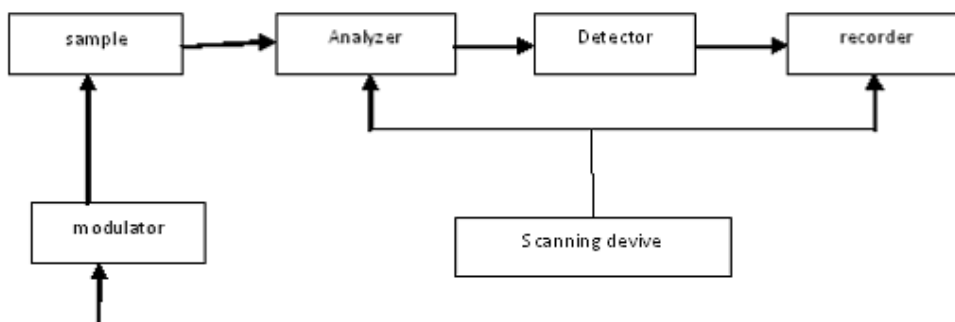 sample
Analyzer
Detector
recorder
modulator
Scanning devive